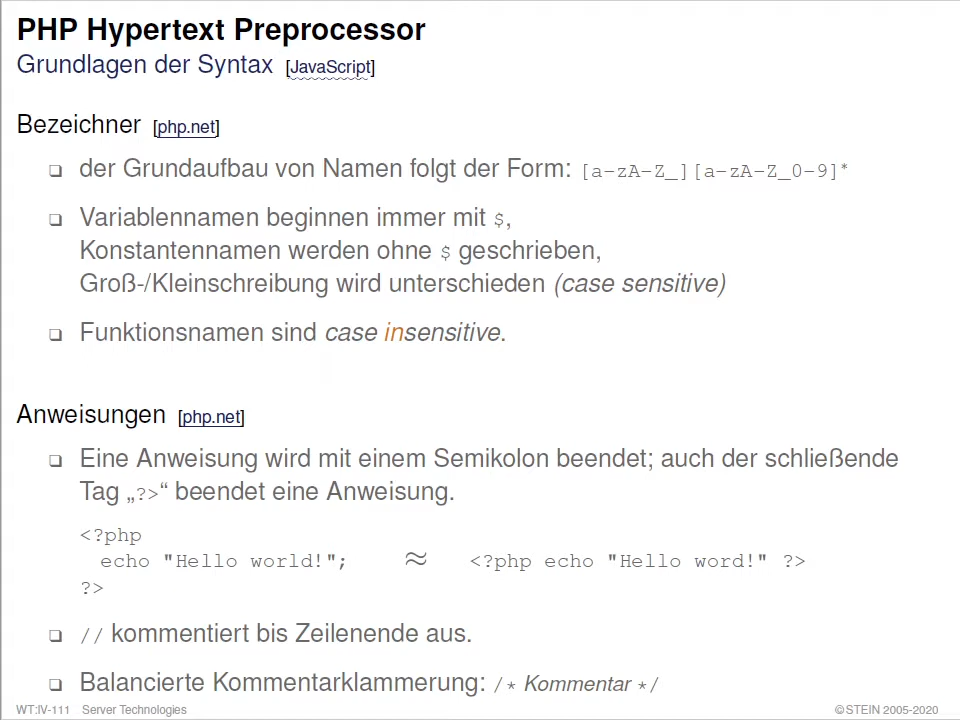 PHP Hypertext Preprocessor
Grundlagen der Syntax [JavaScript]
Bezeichner [php.net]
❑ der Grundaufbau von Namen folgt der Form: [a-zA-Z_][a-zA-Z_0-9]*
❑ Variablennamen beginnen immer mit $,
Konstantennamen werden ohne $ geschrieben,
Groß-/Kleinschreibung wird unterschieden (case sensitive)
❑ Funktionsnamen sind case insensitive.
Anweisungen [php.net]
❑ Eine Anweisung wird mit einem Semikolon beendet; auch der schließende
Tag „?>“ beendet eine Anweisung.
<?php
echo "Hello world!"; ≈ <?php echo "Hello word!" ?>
?>
❑ // kommentiert bis Zeilenende aus.
❑ Balancierte Kommentarklammerung: /* Kommentar */
WT:IV-111 Server Technologies ©STEIN 2005-2020